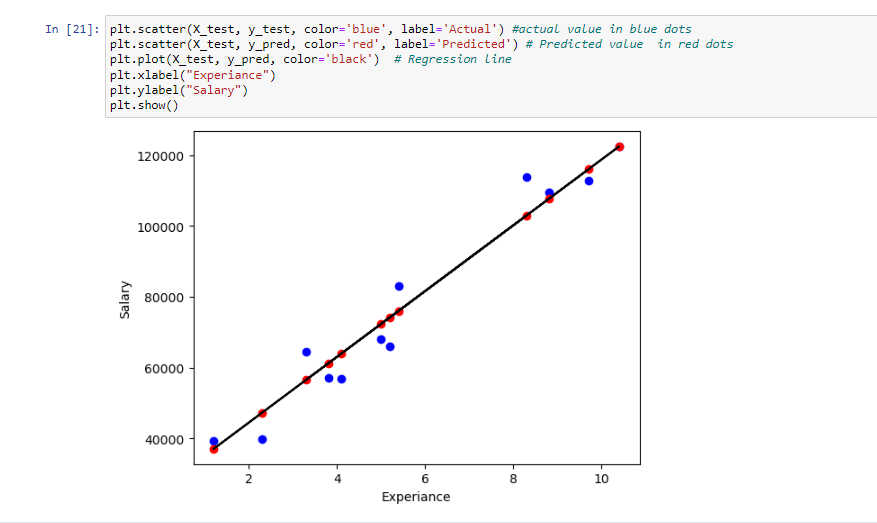 In [21]: plt.scatter(X_test, y_test, color='blue', label='Actual') #actual value in blue dots
plt.scatter(X_test, y_pred, color='red', label='Predicted') # Predicted value  in red dots
plt.plot(X_test, y_pred, color='black')  # Regression line
plt.xlabel("Experiance")
plt.ylabel("Salary")
plt.show()
120000
100000
80000
60000
40000
Salary
2 4 6 8 10
Experiance